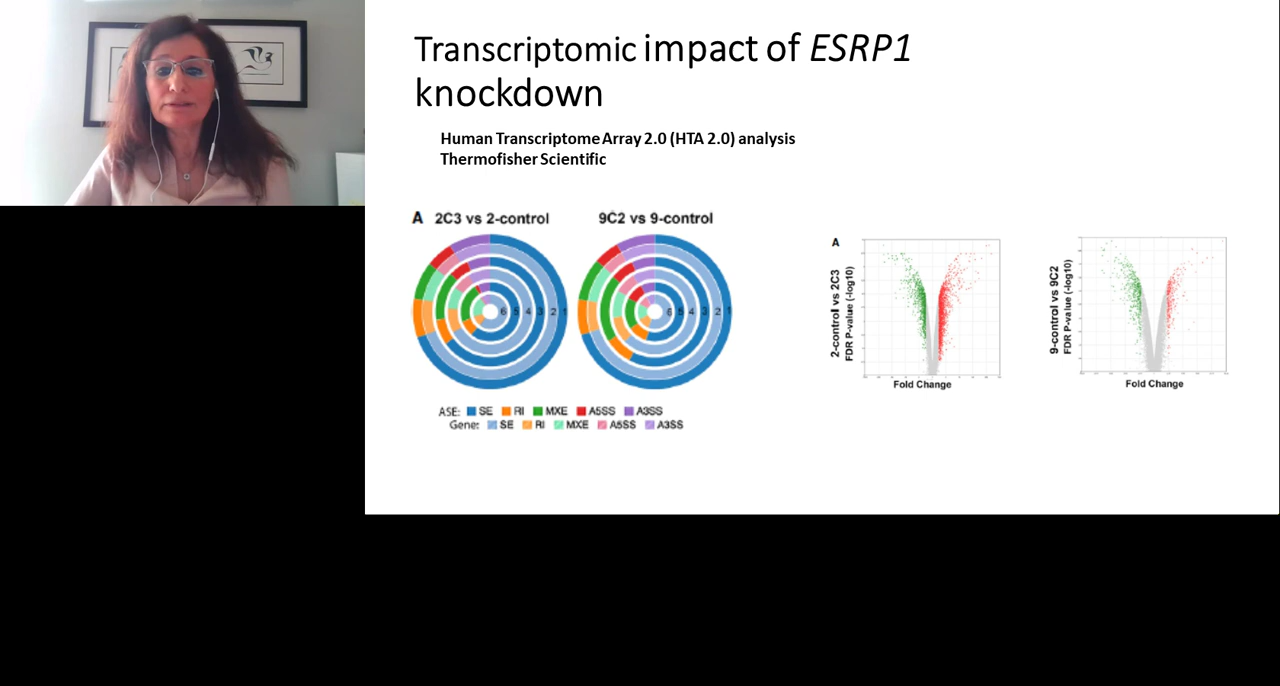 Transcriptomic impact of ESRP1
knockdown
Human Transcriptome Array 2.0 (HTA 2.0) analysis
Thermofisher Scientific
A 2C3 vs 2-control 9C2 vs 9-control
6 5 4 3 2 1
6 5 4 3 2 1
ASE: SE RI MXE A5SS A3SS
Gene: SE RI MXE A5SS A3SS
A
2-control vs 2C3
FDR P-value (-log10)
Fold Change
9-control vs 9C2
FDR P-value (-log10)
Fold Change